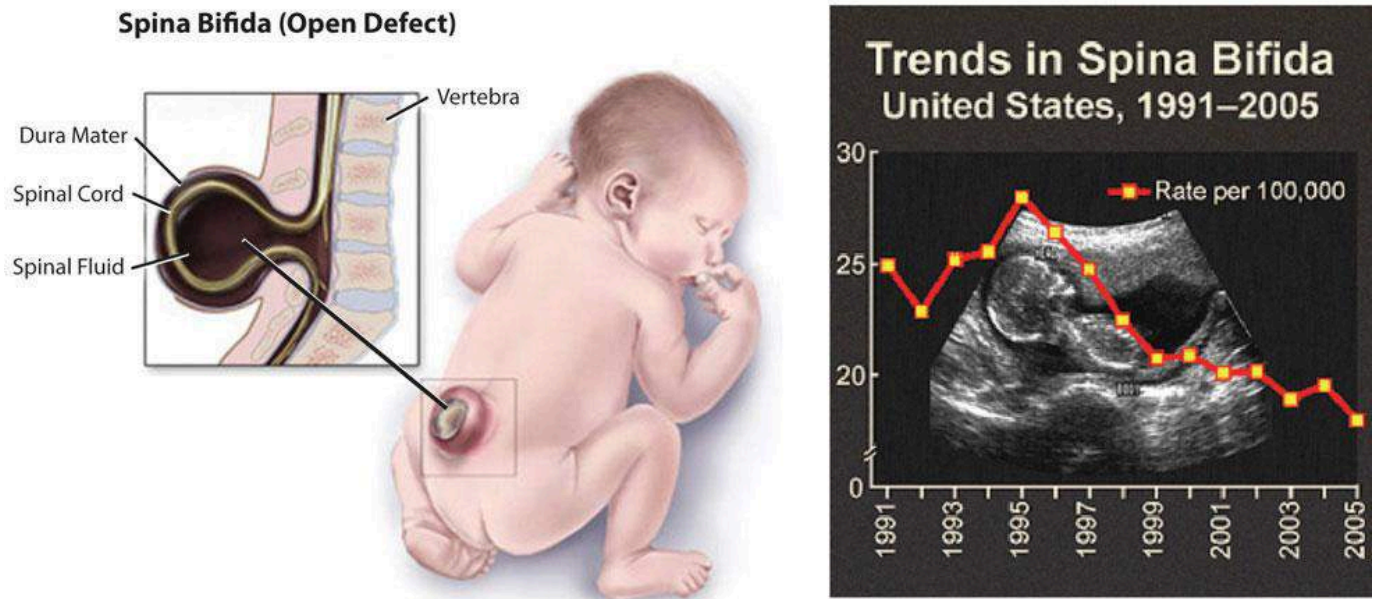 Spina Bifida (Open Defect)
Vertebra
Dura Mater
Spinal Cord
Spinal Fluid
Trends in Spina Bifida
United States, 1991–2005
30
Rate per 100,000
25
20
0
1991
1993
1995
1997
1999
2001
2003
2005